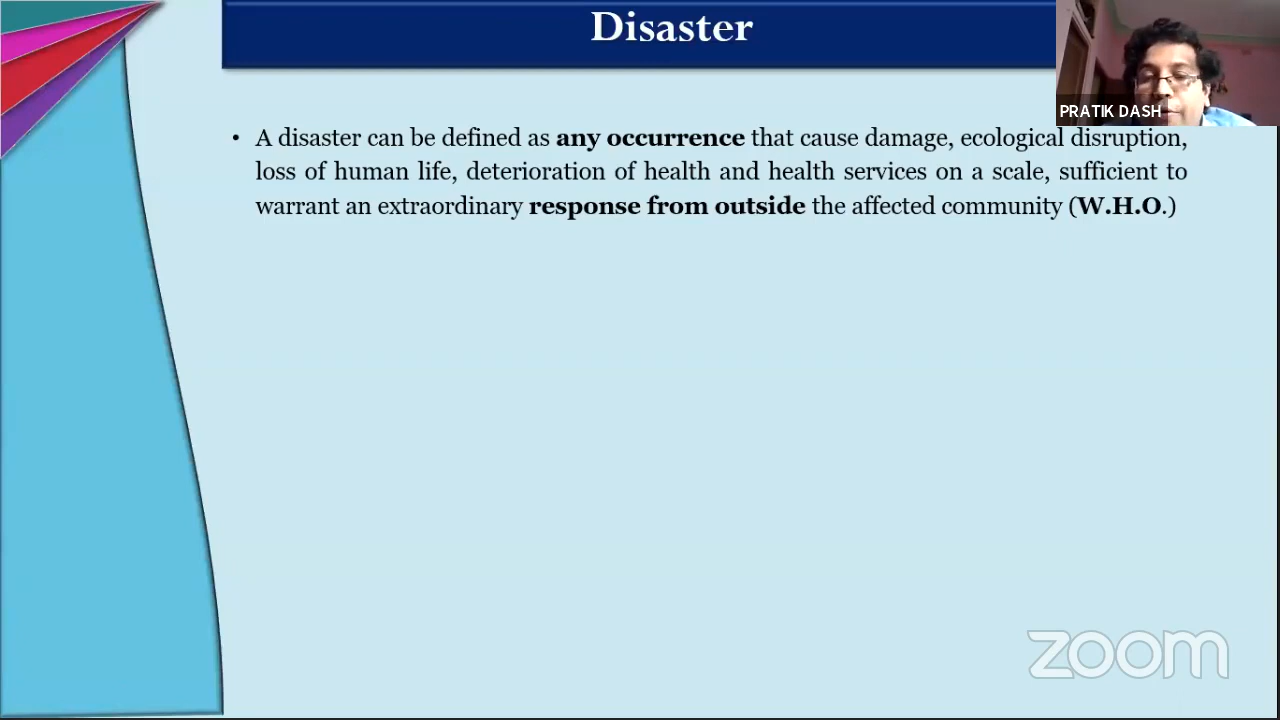 Disaster
PRATIK DASH
• A disaster can be defined as any occurrence that cause damage, ecological disruption,
loss of human life, deterioration of health and health services on a scale, sufficient to
warrant an extraordinary response from outside the affected community (W.H.O.)
zoom